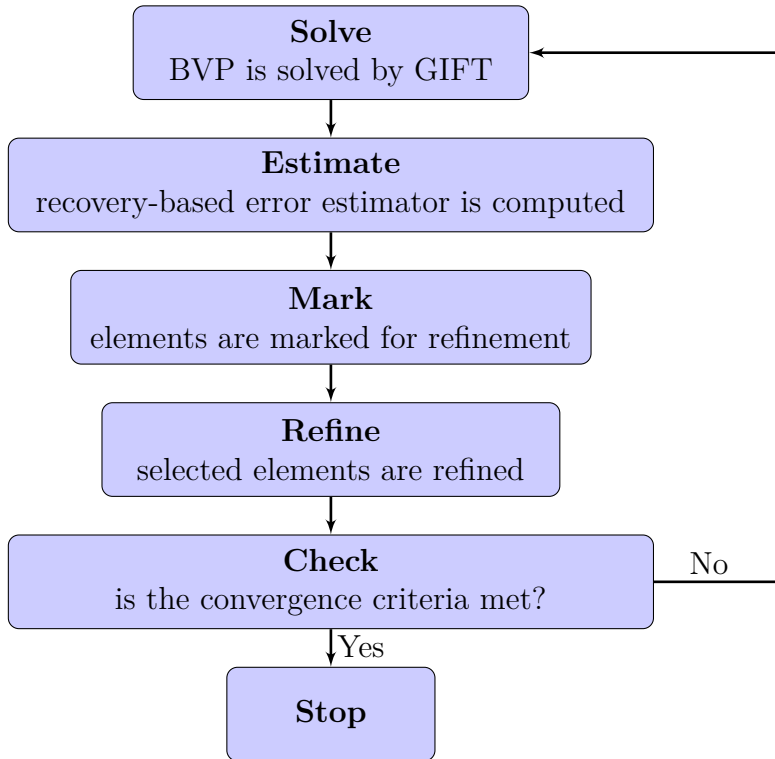 Solve
BVP is solved by GIFT
Estimate
recovery-based error estimator is computed
Mark
elements are marked for refinement
Refine
selected elements are refined
Check
is the convergence criteria met?
No
Yes
Stop